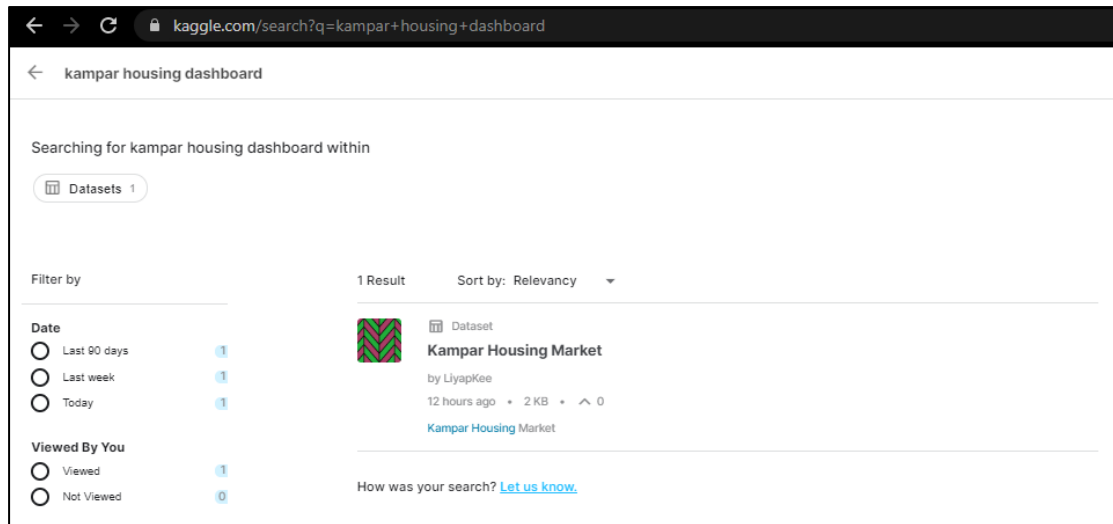 kaggle.com/search?q=kampar+housing+dashboard
kampar housing dashboard
Searching for kampar housing dashboard within
Datasets 1
Filter by
Date
Last 90 days 1
Last week 1
Today 1
Viewed By You
Viewed 1
Not Viewed 0
1 Result Sort by: Relevancy
Dataset
Kampar Housing Market
by LiyapKee
12 hours ago • 2 KB • 0
Kampar Housing Market
How was your search? Let us know.